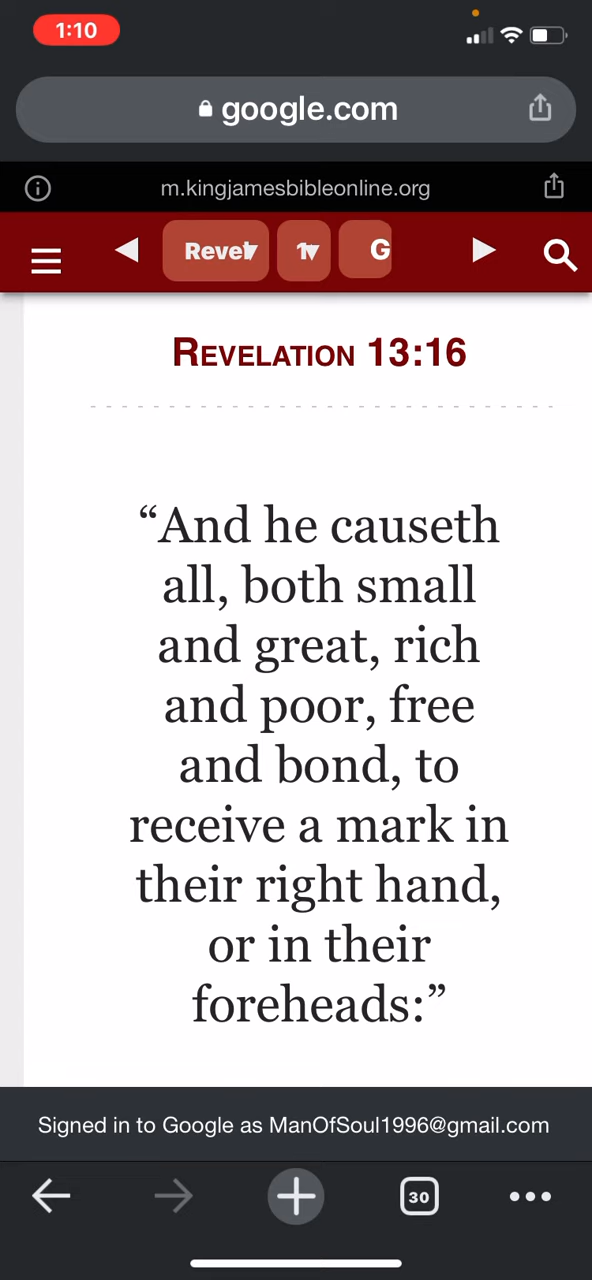 1:10
google.com
m.kingjamesbibleonline.org
Revel 1 G
REVELATION 13:16
“And he causeth
all, both small
and great, rich
and poor, free
and bond, to
receive a mark in
their right hand,
or in their
foreheads:”
Signed in to Google as ManOfSoul1996@gmail.com
30